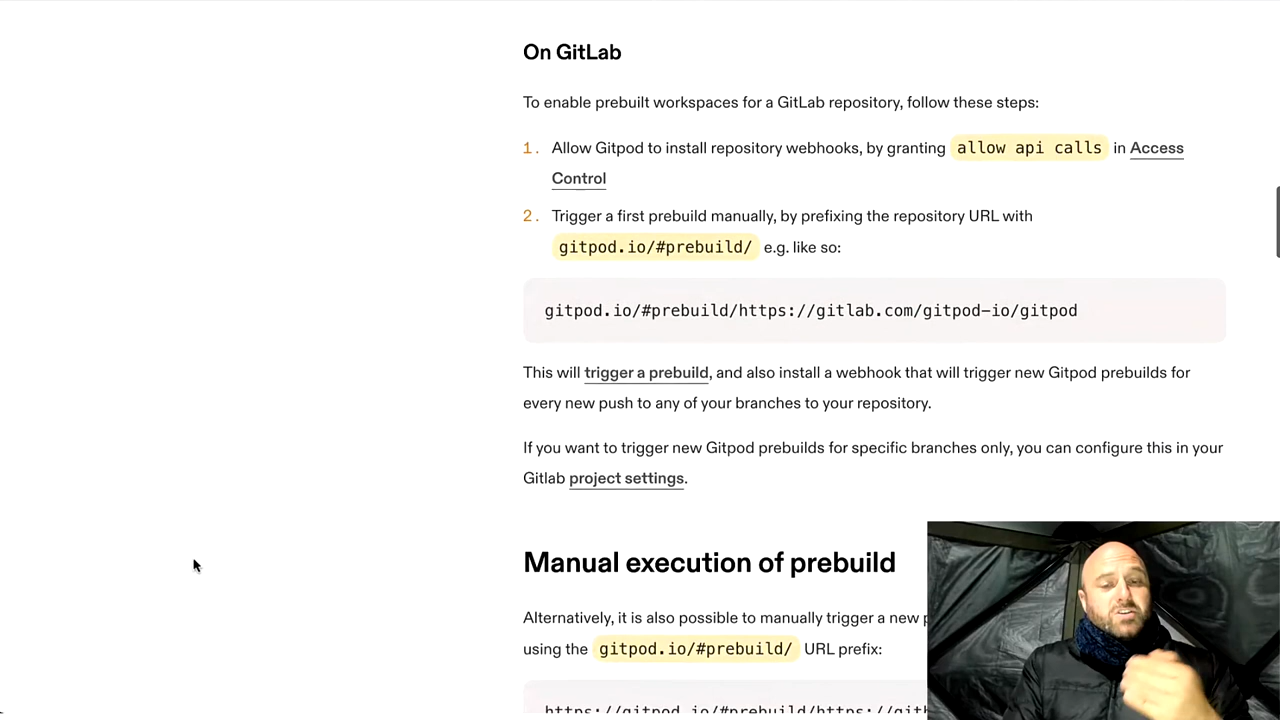 On GitLab
To enable prebuilt workspaces for a GitLab repository, follow these steps:
1. Allow Gitpod to install repository webhooks, by granting allow api calls in Access
Control
2. Trigger a first prebuild manually, by prefixing the repository URL with
gitpod.io/#prebuild/ e.g. like so:
gitpod.io/#prebuild/https://gitlab.com/gitpod-io/gitpod
This will trigger a prebuild, and also install a webhook that will trigger new Gitpod prebuilds for
every new push to any of your branches to your repository.
If you want to trigger new Gitpod prebuilds for specific branches only, you can configure this in your
Gitlab project settings.
Manual execution of prebuild
Alternatively, it is also possible to manually trigger a new
using the gitpod.io/#prebuild/ URL prefix:
https://gitpod.io/#prebuild/https://gith